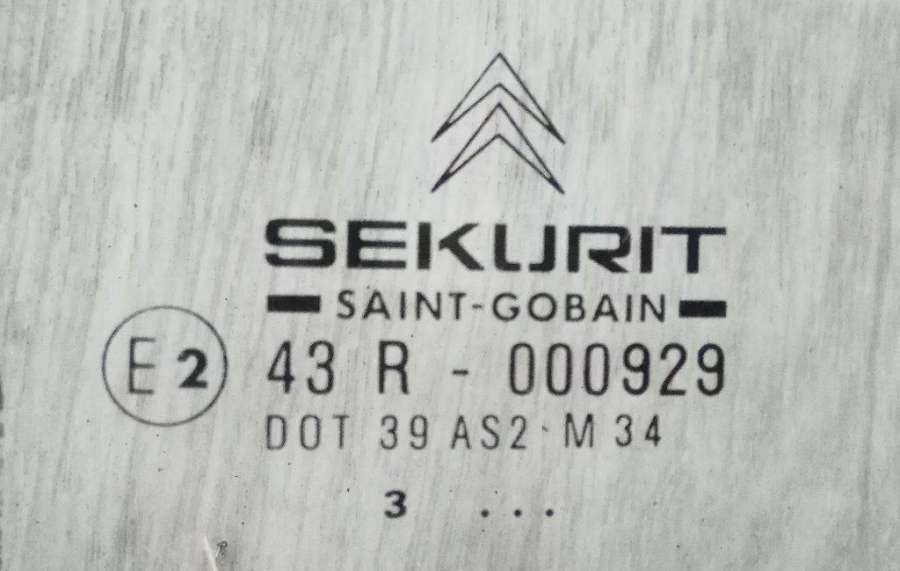 SEKURIT
SAINT-GOBAIN
E2 43 R - 000929
DOT 39 AS2·M 34
3 ...